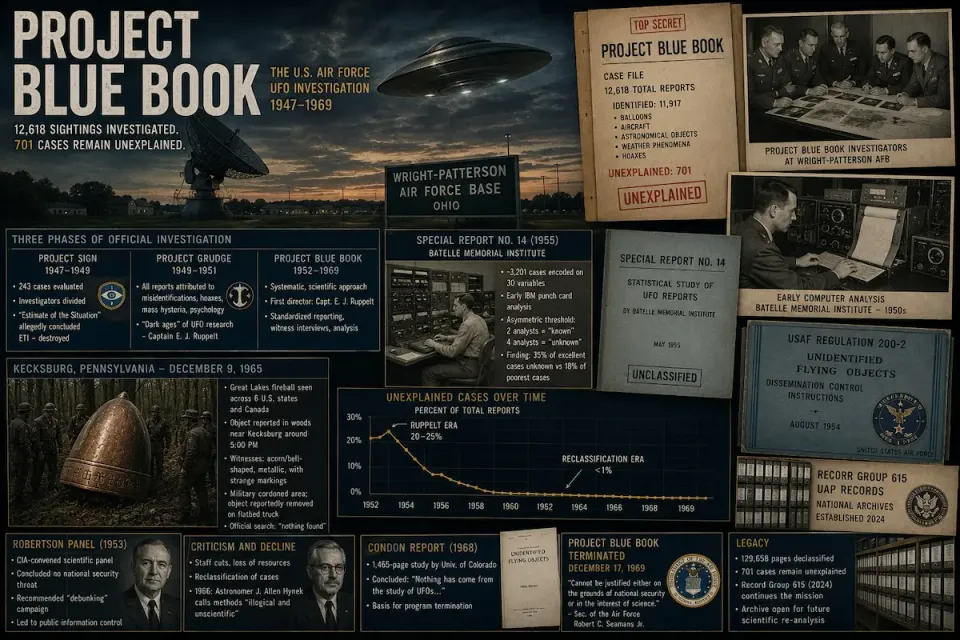 PROJECT
BLUE BOOK
THE U.S. AIR FORCE
UFO INVESTIGATION
1947–1969
12,618 SIGHTINGS INVESTIGATED.
701 CASES REMAIN UNEXPLAINED.
WRIGHT-PATTERSON
AIR FORCE BASE
OHIO
TOP SECRET
PROJECT BLUE BOOK
CASE FILE
12,618 TOTAL REPORTS
IDENTIFIED: 11,917
• BALLOONS
• AIRCRAFT
• ASTRONOMICAL OBJECTS
• WEATHER PHENOMENA
• HOAXES
UNEXPLAINED: 701
UNEXPLAINED
PROJECT BLUE BOOK INVESTIGATORS
AT WRIGHT-PATTERSON AFB
THREE PHASES OF OFFICIAL INVESTIGATION
PROJECT SIGN
1947–1949
• 243 cases evaluated
• Investigators divided
• "Estimate of the Situation"
allegedly concluded
ETI – destroyed
PROJECT GRUDGE
1949–1951
• All reports attributed to
misidentifications, hoaxes,
mass hysteria, psychology
• "Dark ages" of UFO research
– Captain E. J. Ruppelt
PROJECT BLUE BOOK
1952–1969
• Systematic, scientific approach
• First director: Capt. E. J. Ruppelt
• Standardized reporting,
witness interviews, analysis
SPECIAL REPORT NO. 14 (1955)
BATELLE MEMORIAL INSTITUTE
• ~3,201 cases encoded on
30 variables
• Early IBM punch card
analysis
• Asymmetric threshold:
2 analysts = "known"
4 analysts = "unknown"
• Finding: 35% of excellent
cases unknown vs 18% of
poorest cases
SPECIAL REPORT NO. 14
STATISTICAL STUDY OF
UFO REPORTS
BY BATELLE MEMORIAL INSTITUTE
MAY 1955
UNCLASSIFIED
EARLY COMPUTER ANALYSIS
BATELLE MEMORIAL INSTITUTE – 1950s
USAF REGULATION 200-2
UNIDENTIFIED
FLYING OBJECTS
DISSEMINATION CONTROL
INSTRUCTIONS
AUGUST 1954
UNITED STATES AIR FORCE
KECKSBURG, PENNSYLVANIA – DECEMBER 9, 1965
• Great Lakes fireball seen
across 6 U.S. states
and Canada
• Object reported in woods
near Kecksburg around
5:00 PM
• Witnesses: acorn/bell-
shaped, metallic, with
strange markings
• Military cordoned area;
object reportedly removed
on flatbed truck
• Official search: "nothing found"
UNEXPLAINED CASES OVER TIME
PERCENT OF TOTAL REPORTS
30%
20%
10%
0%
RUPPELT ERA
20–25%
RECLASSIFICATION ERA
<1%
1952 1954 1956 1958 1960 1962 1964 1966 1968 1969
RECORR GROUP 615
UAP RECORDS
NATIONAL ARCHIVES
ESTABLISHED 2024
ROBERTSON PANEL (1953)
• CIA-convened scientific panel
• Concluded no national security
threat
• Recommended "debunking"
campaign
• Led to public information control
CRITICISM AND DECLINE
• Staff cuts, loss of resources
• Reclassification of cases
• 1966: Astronomer J. Allen Hynek
calls methods "illogical and
unscientific"
CONDON REPORT (1968)
• 1,465-page study by Univ. of Colorado
• Concluded: "Nothing has come from
the study of UFOs..."
• Basis for program termination
UNIDENTIFIED
FLYING OBJECTS
PROJECT BLUE BOOK
TERMINATED
DECEMBER 17, 1969
"Cannot be justified either on
the grounds of national security
or in the interest of science."
– Sec. of the Air Force
Robert C. Seamans Jr.
LEGACY
• 129,658 pages declassified
• 701 cases remain unexplained
• Record Group 615 (2024)
continues the mission
• Archive open for future
scientific re-analysis